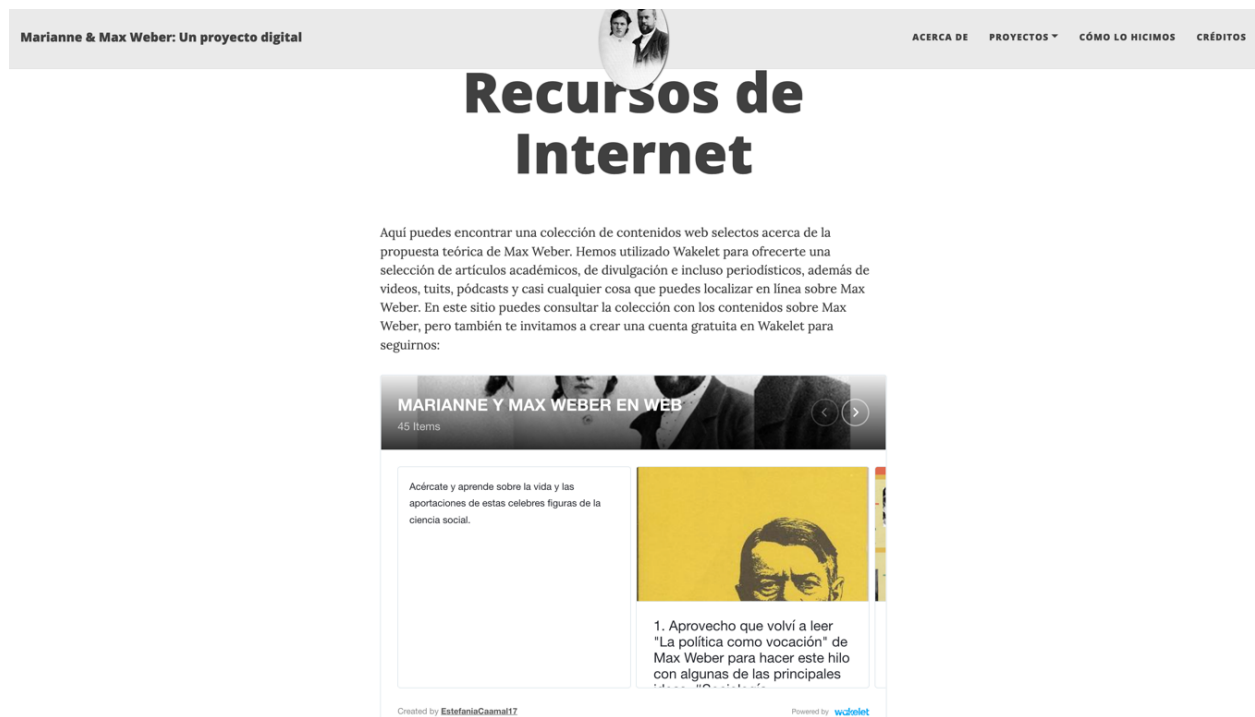 Marianne & Max Weber: Un proyecto digital
ACERCA DE PROYECTOS CÓMO LO HICIMOS CRÉDITOS
Recursos de
Internet
Aquí puedes encontrar una colección de contenidos web selectos acerca de la
propuesta teórica de Max Weber. Hemos utilizado Wakelet para ofrecerte una
selección de artículos académicos, de divulgación e incluso periodísticos, además de
videos, tuits, pódcasts y casi cualquier cosa que puedes localizar en línea sobre Max
Weber. En este sitio puedes consultar la colección con los contenidos sobre Max
Weber, pero también te invitamos a crear una cuenta gratuita en Wakelet para
seguirnos:
MARIANNE Y MAX WEBER EN WEB
45 Items
Acércate y aprende sobre la vida y las
aportaciones de estas celebres figuras de la
ciencia social.
1. Aprovecho que volví a leer
"La política como vocación" de
Max Weber para hacer este hilo
con algunas de las principales
Created by EstefaniaCaamal17
Powered by wakelet